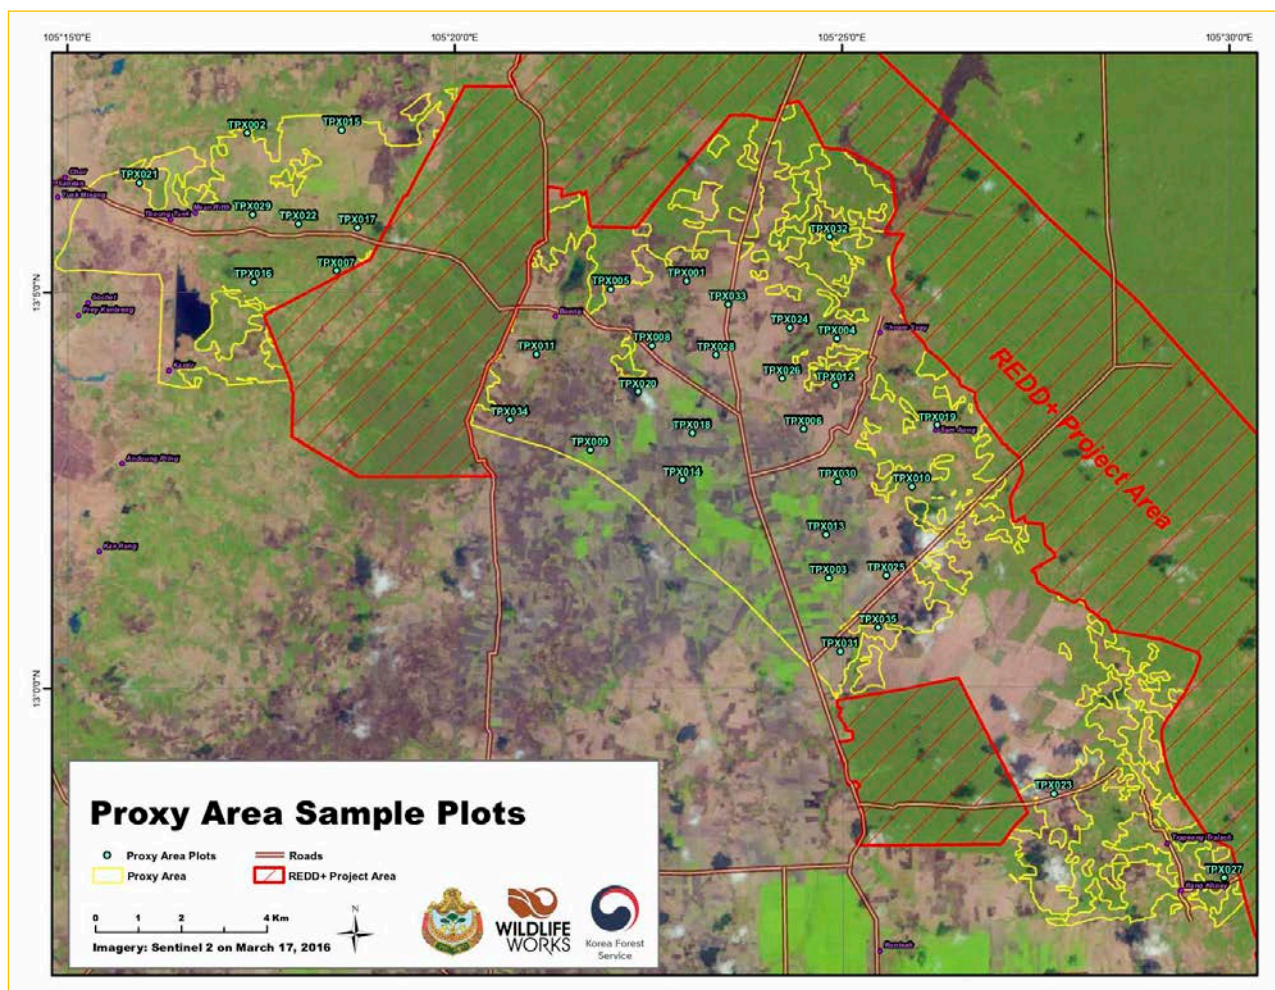 105°15'0"E
105°20'0"E
105°25'0"E
105°30'0"E
TPX002
TPX015
TPX021
TPX029
TPX022
TPX017
TPX032
TPX007
TPX016
TPX005
TPX001
TPX033
13°5'0"N
TPX024
TPX004
TPX008
TPX028
TPX011
TPX026
TPX012
TPX020
TPX034
TPX018
TPX006
TPX019
TPX009
TPX014
TPX030
TPX010
REDD+ Project Area
TPX013
TPX003
TPX025
TPX035
TPX031
13°0'0"N
TPX023
TPX027
Proxy Area Sample Plots
Proxy Area Plots
Roads
Proxy Area
REDD+ Project Area
0 1 2 4 Km
N
Imagery: Sentinel 2 on March 17, 2016
WILDLIFE
WORKS
Korea Forest
Service